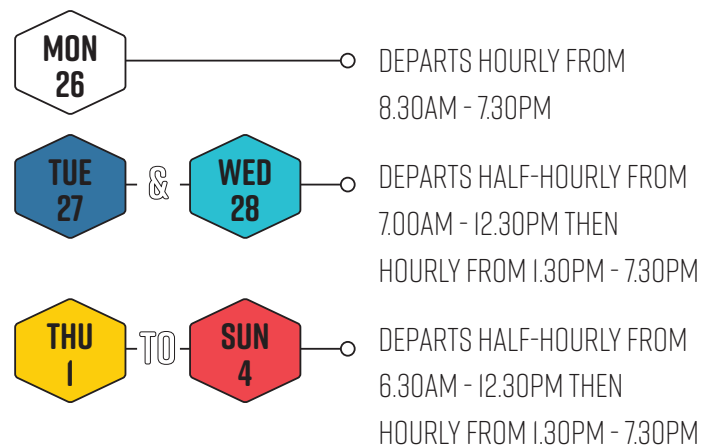 MON
26
DEPARTS HOURLY FROM
8.30AM - 7.30PM
TUE
27
&
WED
28
DEPARTS HALF-HOURLY FROM
7.00AM - 12.30PM THEN
HOURLY FROM 1.30PM - 7.30PM
THU
1
TO
SUN
4
DEPARTS HALF-HOURLY FROM
6.30AM - 12.30PM THEN
HOURLY FROM 1.30PM - 7.30PM